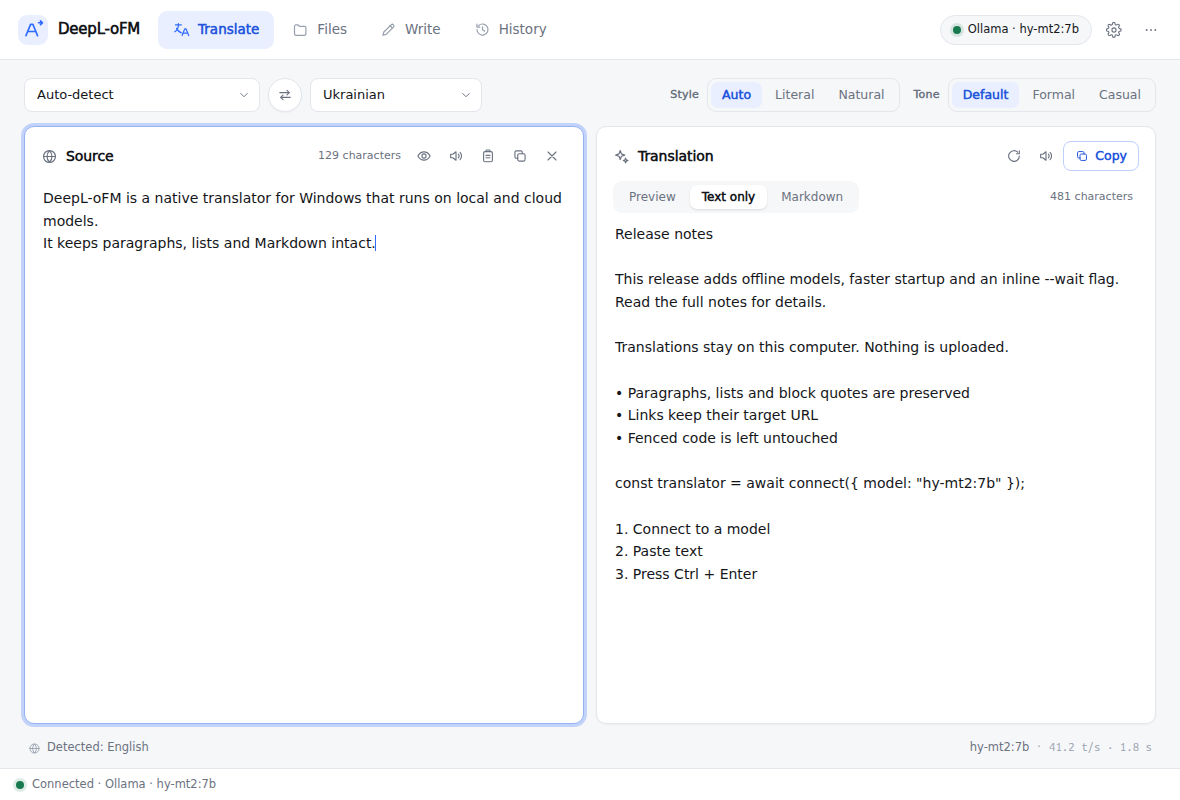 DeepL-oFM
Translate
Files
Write
History
Ollama · hy-mt2:7b
Auto-detect
Ukrainian
Style
Auto
Literal
Natural
Tone
Default
Formal
Casual
Source
129 characters
DeepL-oFM is a native translator for Windows that runs on local and cloud
models.
It keeps paragraphs, lists and Markdown intact.
Translation
Copy
Preview
Text only
Markdown
481 characters
Release notes
This release adds offline models, faster startup and an inline --wait flag.
Read the full notes for details.
Translations stay on this computer. Nothing is uploaded.
• Paragraphs, lists and block quotes are preserved
• Links keep their target URL
• Fenced code is left untouched
const translator = await connect({ model: "hy-mt2:7b" });
1. Connect to a model
2. Paste text
3. Press Ctrl + Enter
Detected: English
hy-mt2:7b · 41.2 t/s · 1.8 s
Connected · Ollama · hy-mt2:7b